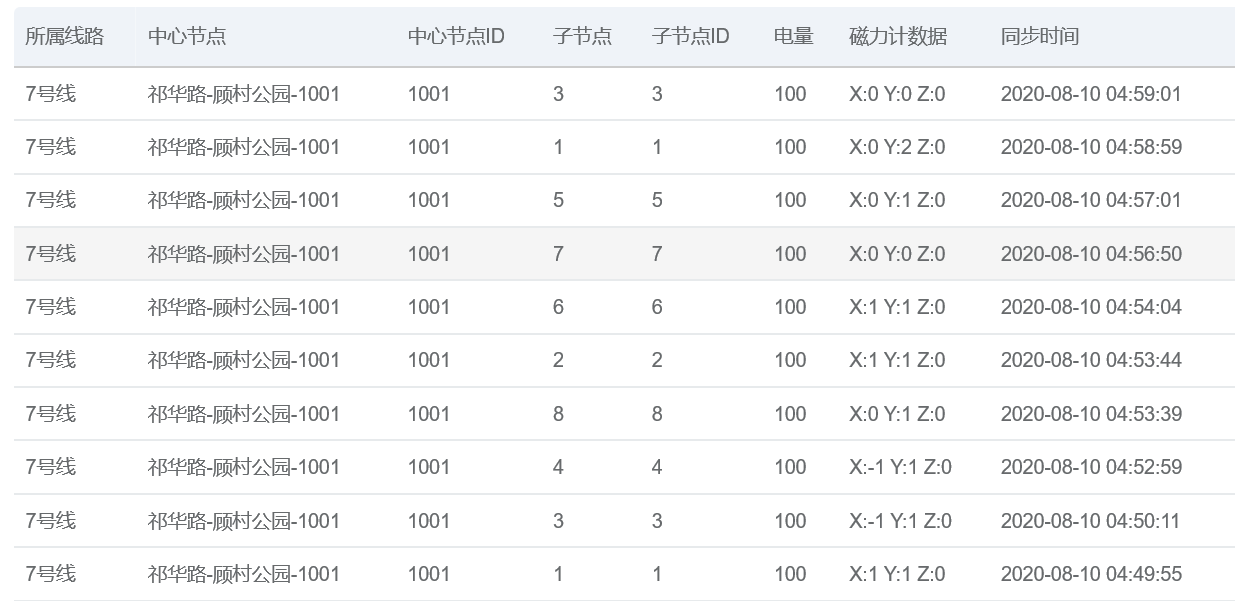 所属线路 中心节点 中心节点ID 子节点 子节点ID 电量 磁力计数据 同步时间
7号线 祁华路-顾村公园-1001 1001 3 3 100 X:0 Y:0 Z:0 2020-08-10 04:59:01
7号线 祁华路-顾村公园-1001 1001 1 1 100 X:0 Y:2 Z:0 2020-08-10 04:58:59
7号线 祁华路-顾村公园-1001 1001 5 5 100 X:0 Y:1 Z:0 2020-08-10 04:57:01
7号线 祁华路-顾村公园-1001 1001 7 7 100 X:0 Y:0 Z:0 2020-08-10 04:56:50
7号线 祁华路-顾村公园-1001 1001 6 6 100 X:1 Y:1 Z:0 2020-08-10 04:54:04
7号线 祁华路-顾村公园-1001 1001 2 2 100 X:1 Y:1 Z:0 2020-08-10 04:53:44
7号线 祁华路-顾村公园-1001 1001 8 8 100 X:0 Y:1 Z:0 2020-08-10 04:53:39
7号线 祁华路-顾村公园-1001 1001 4 4 100 X:-1 Y:1 Z:0 2020-08-10 04:52:59
7号线 祁华路-顾村公园-1001 1001 3 3 100 X:-1 Y:1 Z:0 2020-08-10 04:50:11
7号线 祁华路-顾村公园-1001 1001 1 1 100 X:1 Y:1 Z:0 2020-08-10 04:49:55